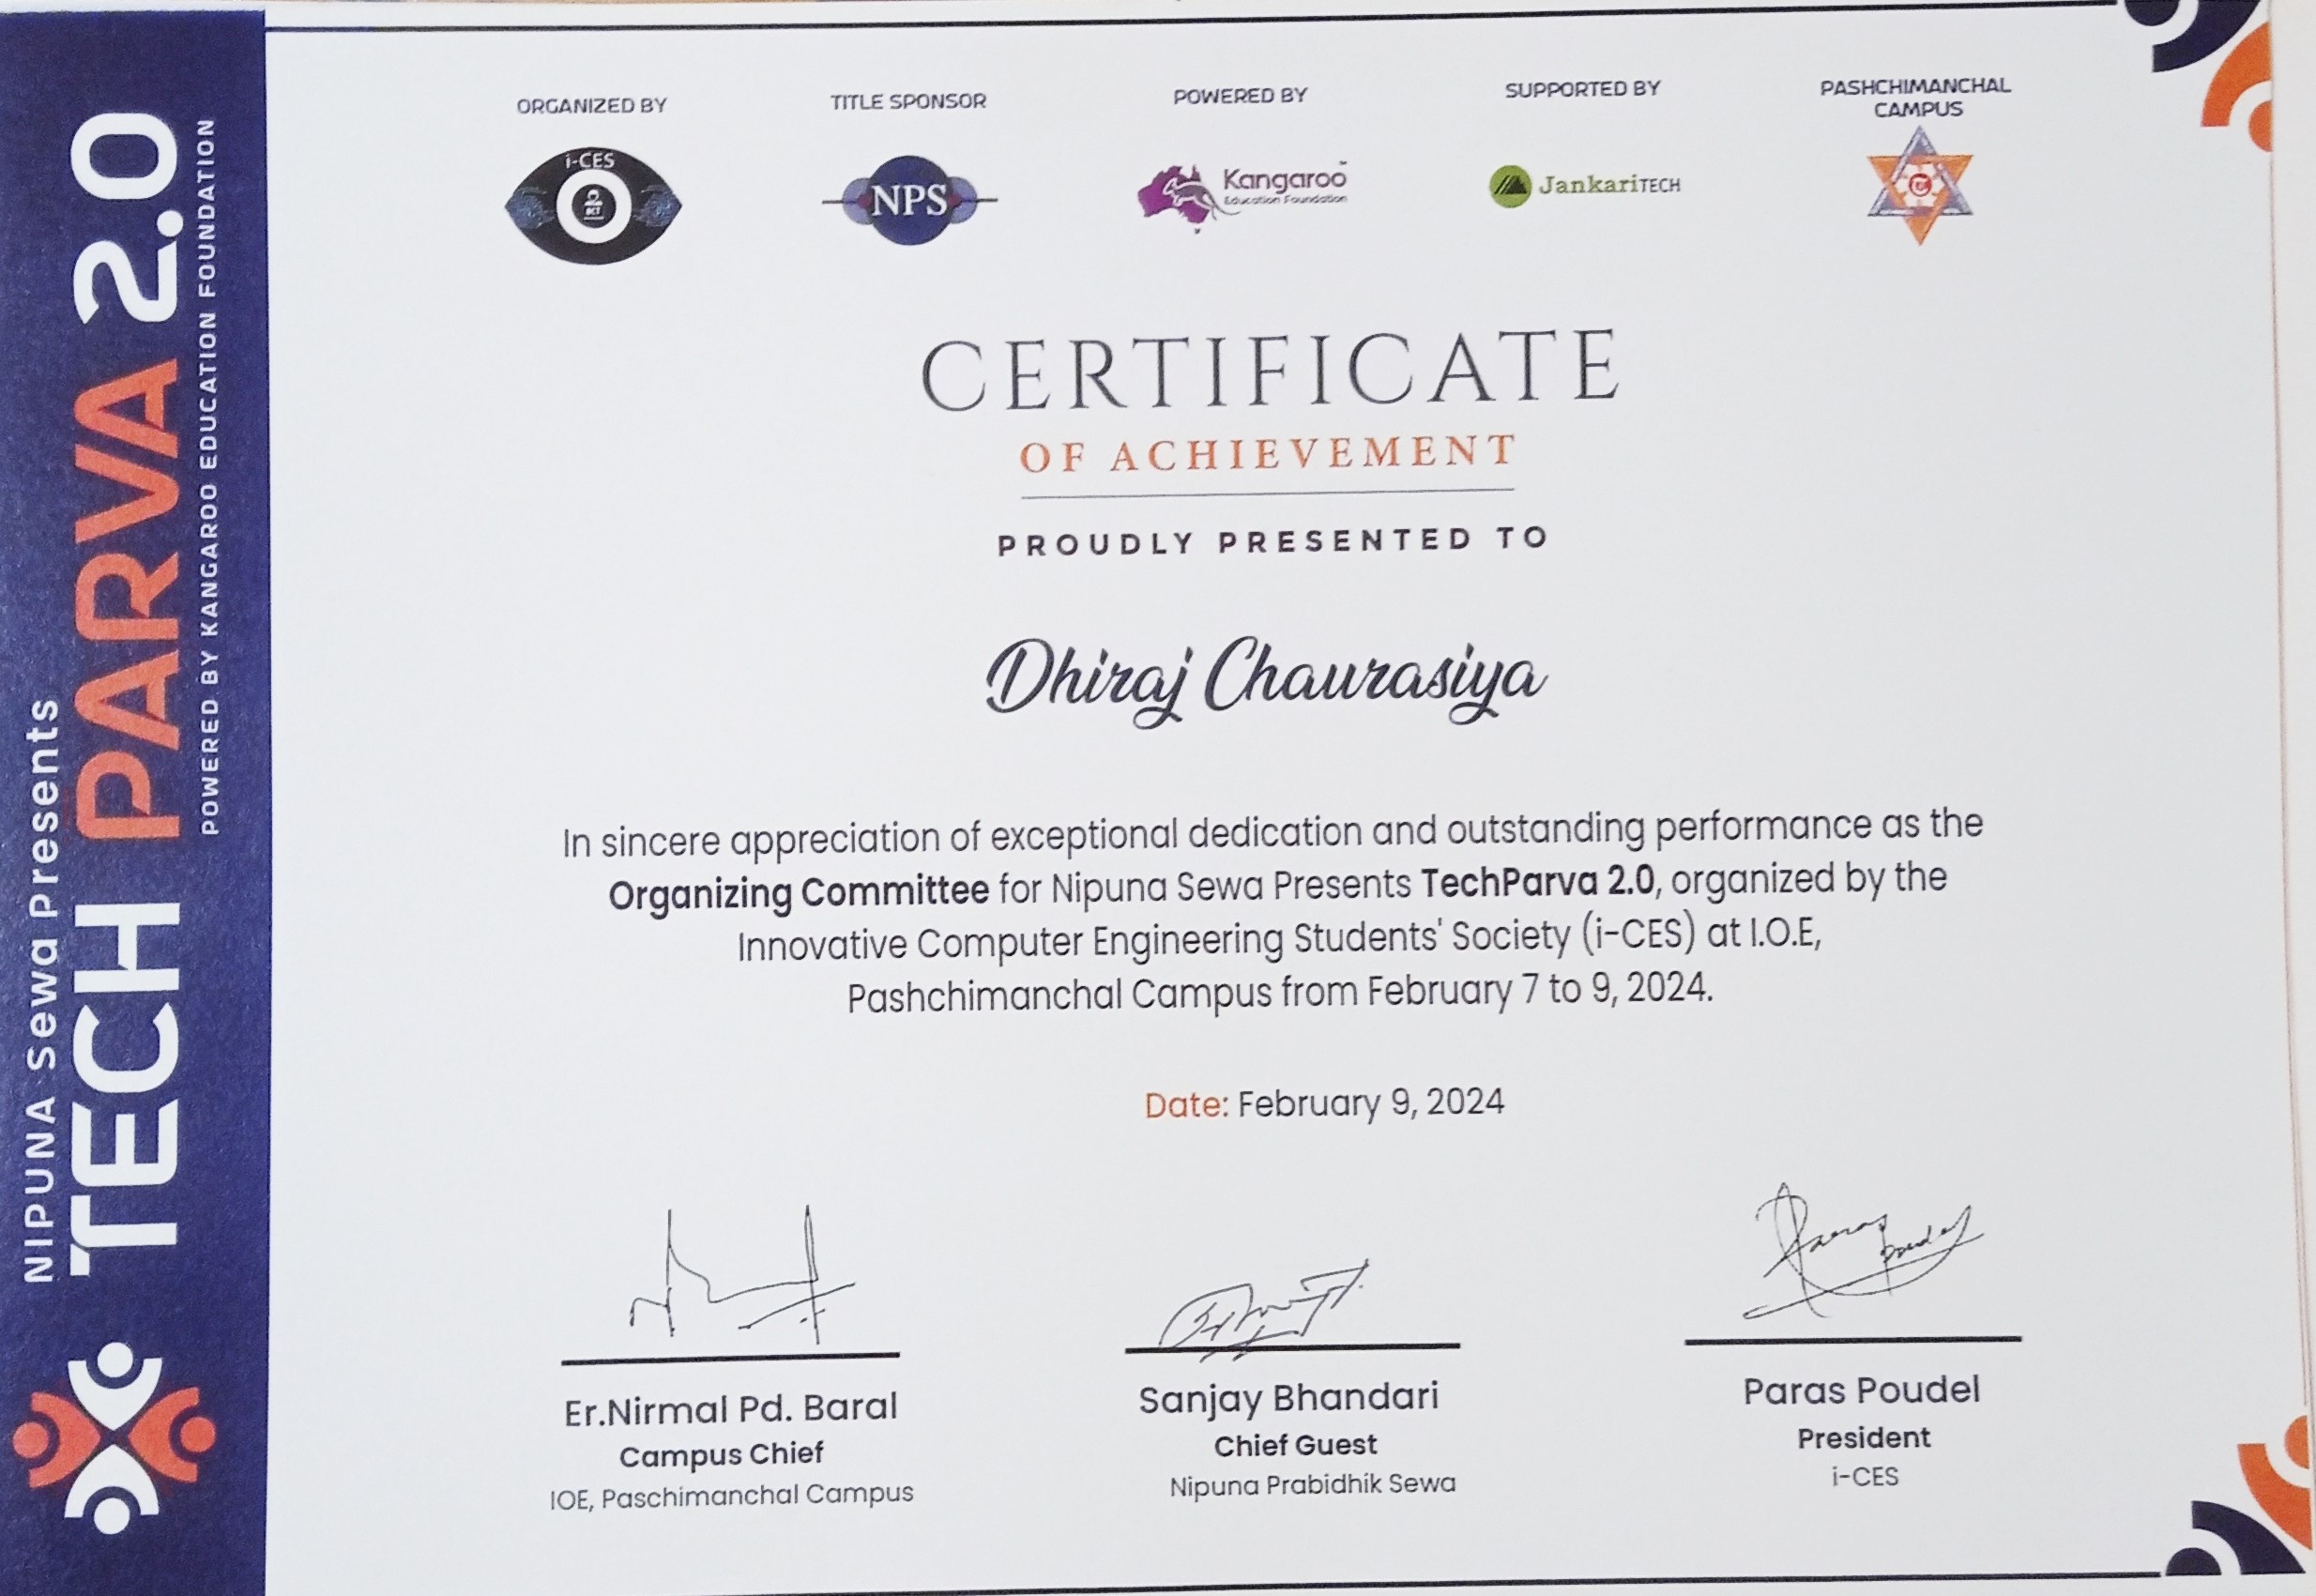 NIPUNA Sewa Presents
TECH PARVA 2.0
POWERED BY KANGAROO EDUCATION FOUNDATION
ORGANIZED BY
i-CES
BCT
TITLE SPONSOR
NPS
POWERED BY
Kangaroo
Education Foundation
SUPPORTED BY
JankariTECH
PASHCHIMANCHAL
CAMPUS
CERTIFICATE
OF ACHIEVEMENT
PROUDLY PRESENTED TO
Dhiraj Chaurasiya
In sincere appreciation of exceptional dedication and outstanding performance as the
Organizing Committee for Nipuna Sewa Presents TechParva 2.0, organized by the
Innovative Computer Engineering Students' Society (i-CES) at I.O.E,
Pashchimanchal Campus from February 7 to 9, 2024.
Date: February 9, 2024
Er.Nirmal Pd. Baral
Campus Chief
IOE, Paschimanchal Campus
Sanjay Bhandari
Chief Guest
Nipuna Prabidhik Sewa
Paras Poudel
Paras Poudel
President
i-CES